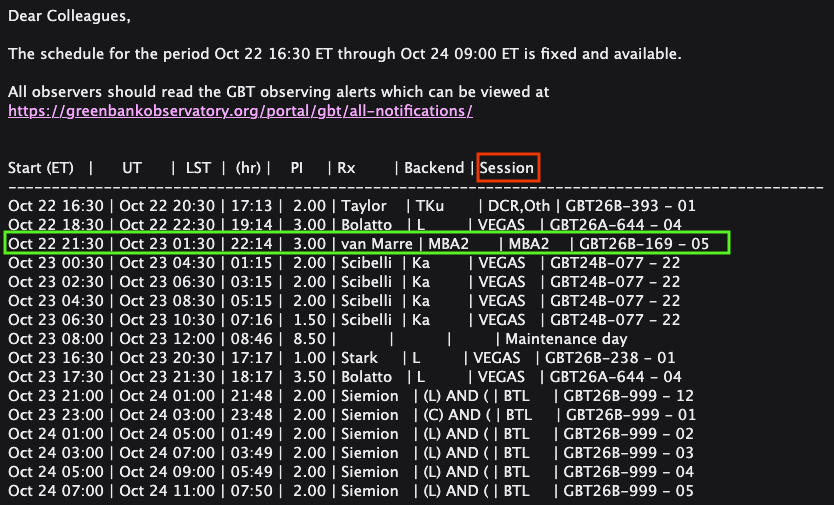 Dear Colleagues,
The schedule for the period Oct 22 16:30 ET through Oct 24 09:00 ET is fixed and available.
All observers should read the GBT observing alerts which can be viewed at
https://greenbankobservatory.org/portal/gbt/all-notifications/
Start (ET) | UT | LST | (hr) | PI | Rx | Backend | Session
------------------------------------------------------------------------------------------
Oct 22 16:30 | Oct 22 20:30 | 17:13 | 2.00 | Taylor | TKu | DCR,Oth | GBT26B-393 - 01
Oct 22 18:30 | Oct 22 22:30 | 19:14 | 3.00 | Bolatto | L | VEGAS | GBT26A-644 - 04
Oct 22 21:30 | Oct 23 01:30 | 22:14 | 3.00 | van Marre | MBA2 | MBA2 | GBT26B-169 - 05
Oct 23 00:30 | Oct 23 04:30 | 01:15 | 2.00 | Scibelli | Ka | VEGAS | GBT24B-077 - 22
Oct 23 02:30 | Oct 23 06:30 | 03:15 | 2.00 | Scibelli | Ka | VEGAS | GBT24B-077 - 22
Oct 23 04:30 | Oct 23 08:30 | 05:15 | 2.00 | Scibelli | Ka | VEGAS | GBT24B-077 - 22
Oct 23 06:30 | Oct 23 10:30 | 07:16 | 1.50 | Scibelli | Ka | VEGAS | GBT24B-077 - 22
Oct 23 08:00 | Oct 23 12:00 | 08:46 | 8.50 | | | | Maintenance day
Oct 23 16:30 | Oct 23 20:30 | 17:17 | 1.00 | Stark | L | VEGAS | GBT26B-238 - 01
Oct 23 17:30 | Oct 23 21:30 | 18:17 | 3.50 | Bolatto | L | VEGAS | GBT26A-644 - 04
Oct 23 21:00 | Oct 24 01:00 | 21:48 | 2.00 | Siemion | (L) AND ( | BTL | GBT26B-999 - 12
Oct 23 23:00 | Oct 24 03:00 | 23:48 | 2.00 | Siemion | (C) AND ( | BTL | GBT26B-999 - 01
Oct 24 01:00 | Oct 24 05:00 | 01:49 | 2.00 | Siemion | (L) AND ( | BTL | GBT26B-999 - 02
Oct 24 03:00 | Oct 24 07:00 | 03:49 | 2.00 | Siemion | (L) AND ( | BTL | GBT26B-999 - 03
Oct 24 05:00 | Oct 24 09:00 | 05:49 | 2.00 | Siemion | (L) AND ( | BTL | GBT26B-999 - 04
Oct 24 07:00 | Oct 24 11:00 | 07:50 | 2.00 | Siemion | (L) AND ( | BTL | GBT26B-999 - 05